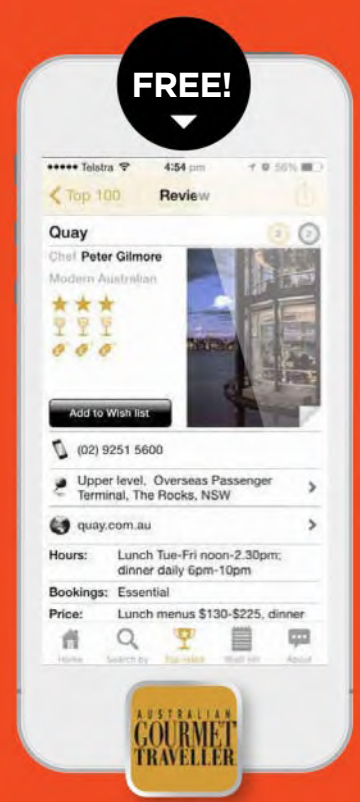 FREE!
Telstra 4:54 pm 56%
Top 100 Review
Quay 2
Chef Peter Gilmore
Modern Australian
Add to Wish list
(02) 9251 5600
Upper level, Overseas Passenger
Terminal, The Rocks, NSW
quay.com.au
Hours: Lunch Tue-Fri noon-2.30pm;
dinner daily 6pm-10pm
Bookings: Essential
Price: Lunch menus $130-$225, dinner
Home Search by Top rated Wish list About
AUSTRALIAN
GOURMET
TRAVELLER